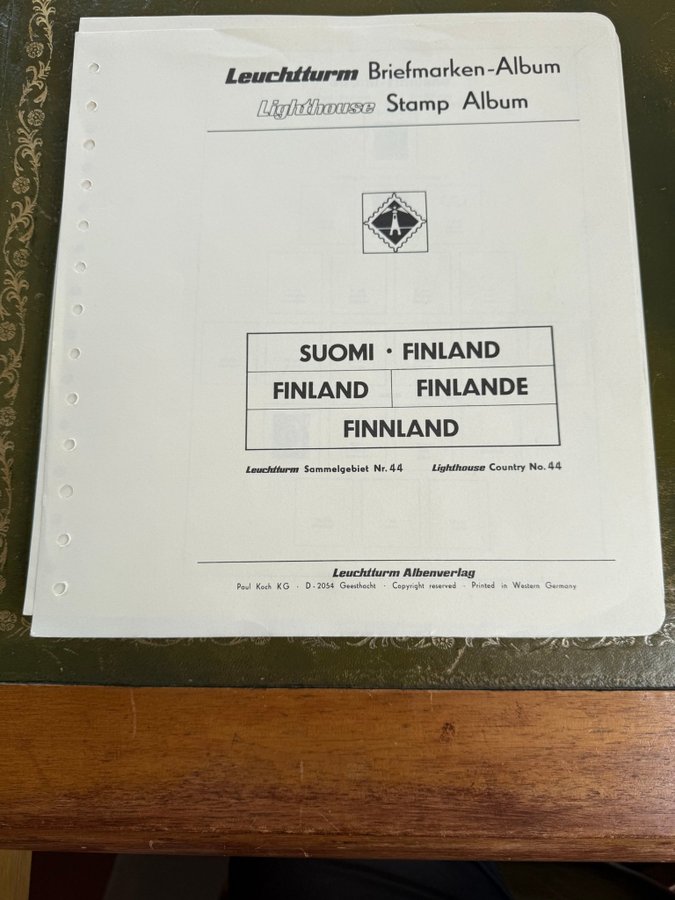 Leuchtturm Briefmarken-Album
Lighthouse Stamp Album
SUOMI · FINLAND
FINLAND FINLANDE
FINNLAND
Leuchtturm Sammelgebiet Nr. 44 Lighthouse Country No. 44
Leuchtturm Albenverlag
Paul Koch KG · D-2054 Geesthacht · Copyright reserved · Printed in Western Germany